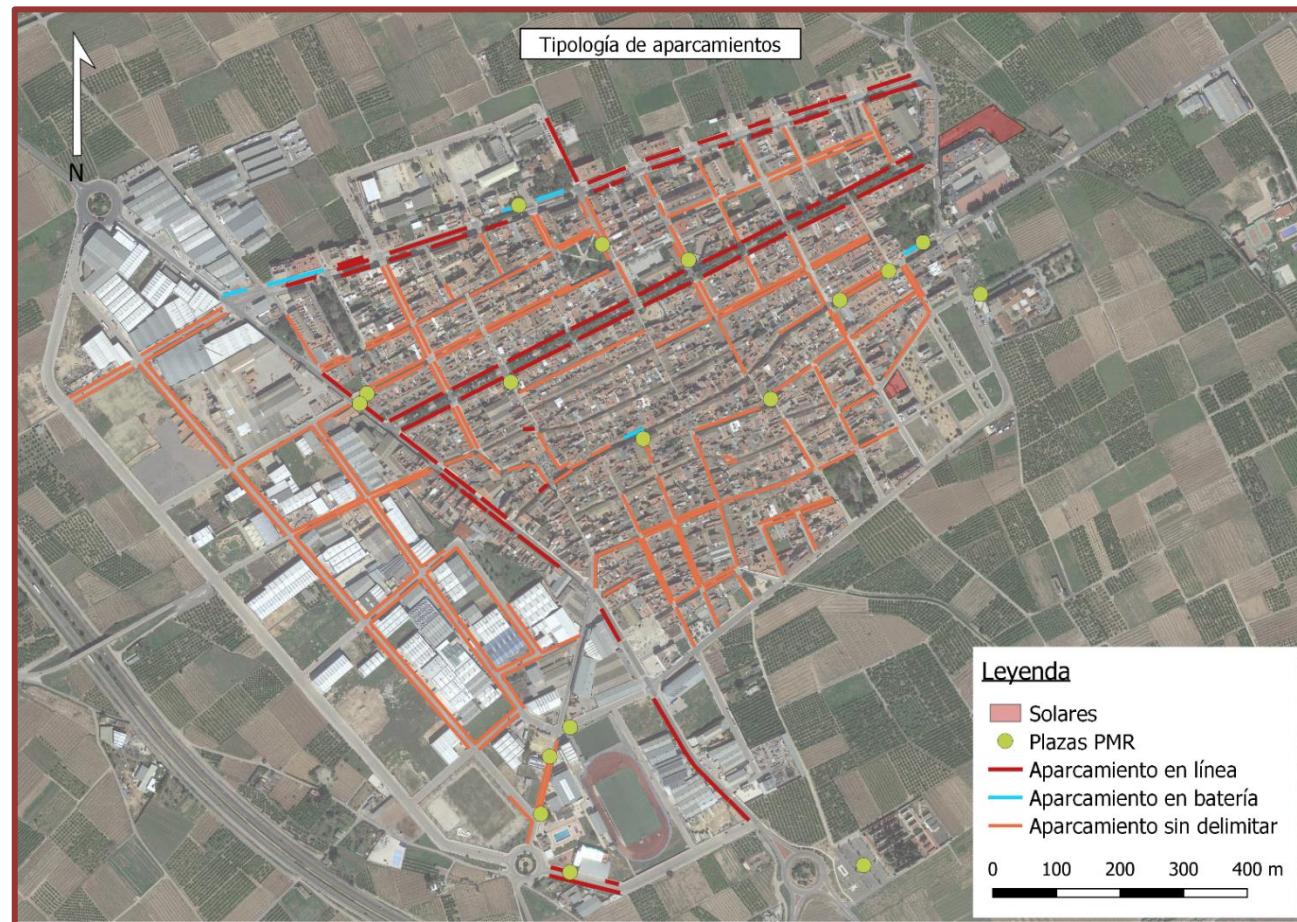 Tipología de aparcamientos
N
Leyenda
Solares
Plazas PMR
Aparcamiento en línea
Aparcamiento en batería
Aparcamiento sin delimitar
0 100 200 300 400 m